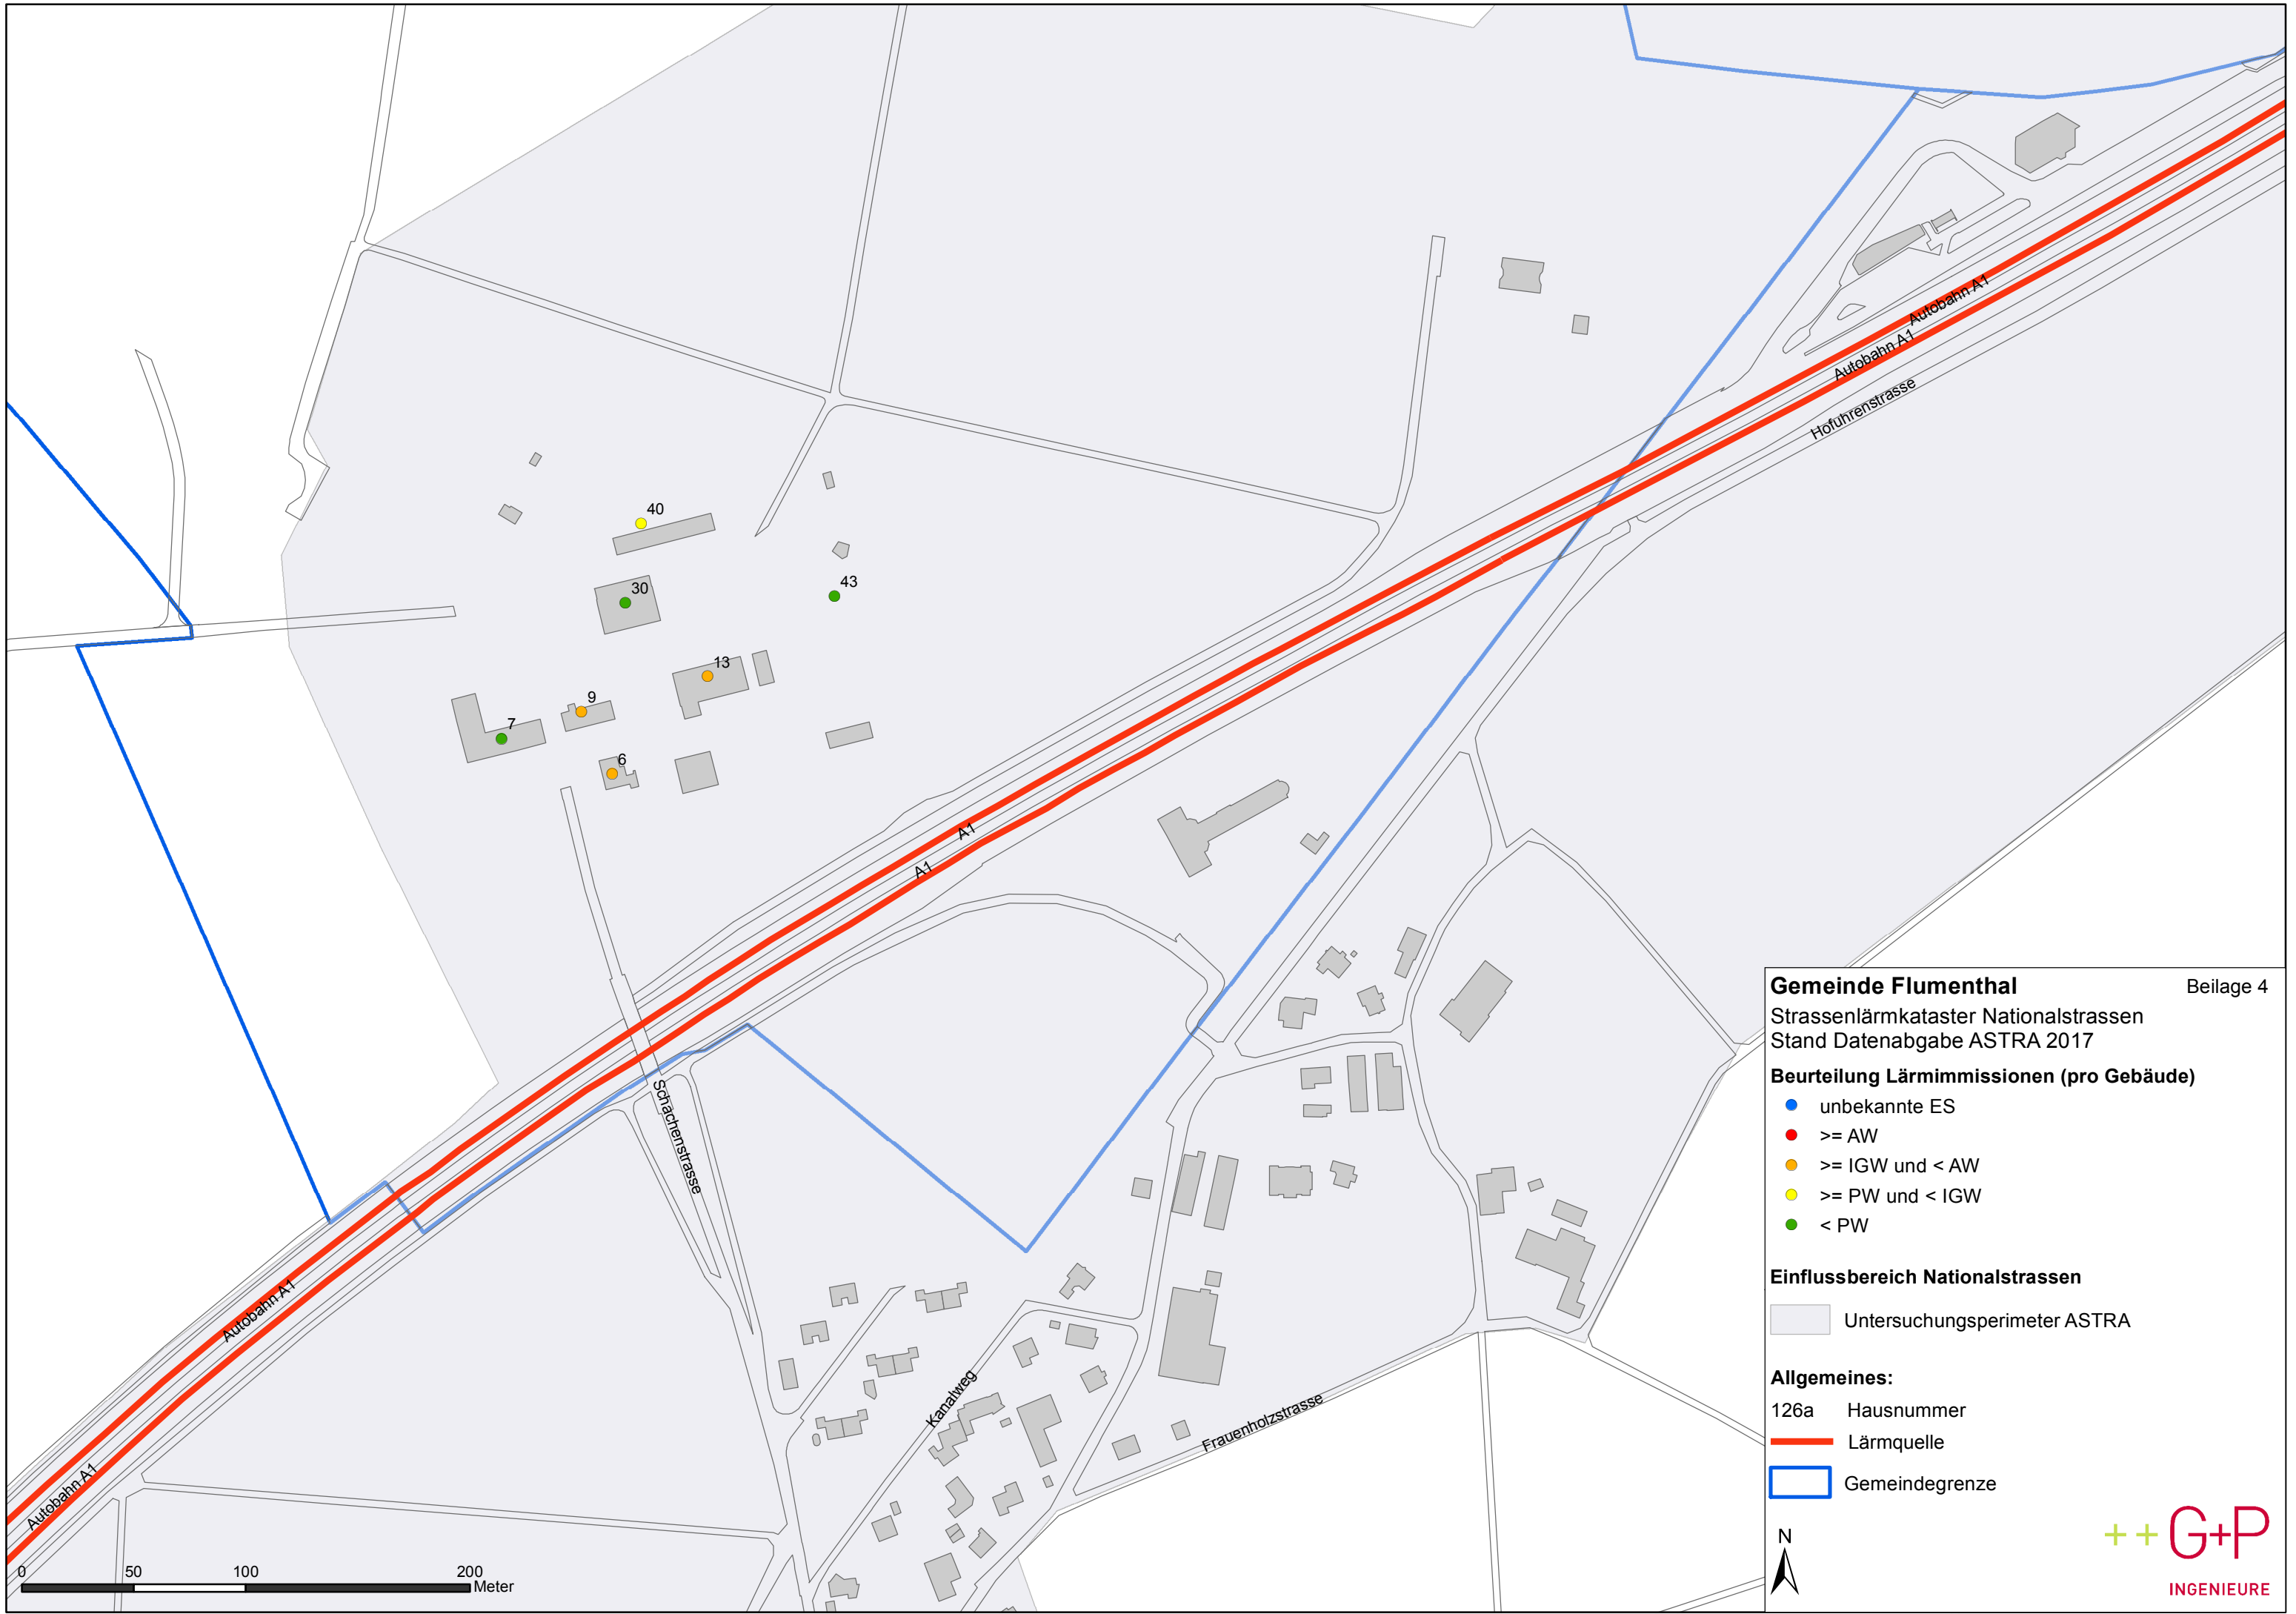 Autobahn A1
Autobahn A1
Hofuhrenstrasse
40
30
43
13
9
7
6
A1
A1
Schachenstrasse
Autobahn A1
Autobahn A1
Kanalweg
Frauenholzstrasse
0 50 100 200
Meter
Gemeinde Flumenthal Beilage 4
Strassenlärmkataster Nationalstrassen
Stand Datenabgabe ASTRA 2017
Beurteilung Lärmimmissionen (pro Gebäude)
unbekannte ES
>= AW
>= IGW und < AW
>= PW und < IGW
< PW
Einflussbereich Nationalstrassen
Untersuchungsperimeter ASTRA
Allgemeines:
126a Hausnummer
Lärmquelle
Gemeindegrenze
N
++G+P
INGENIEURE